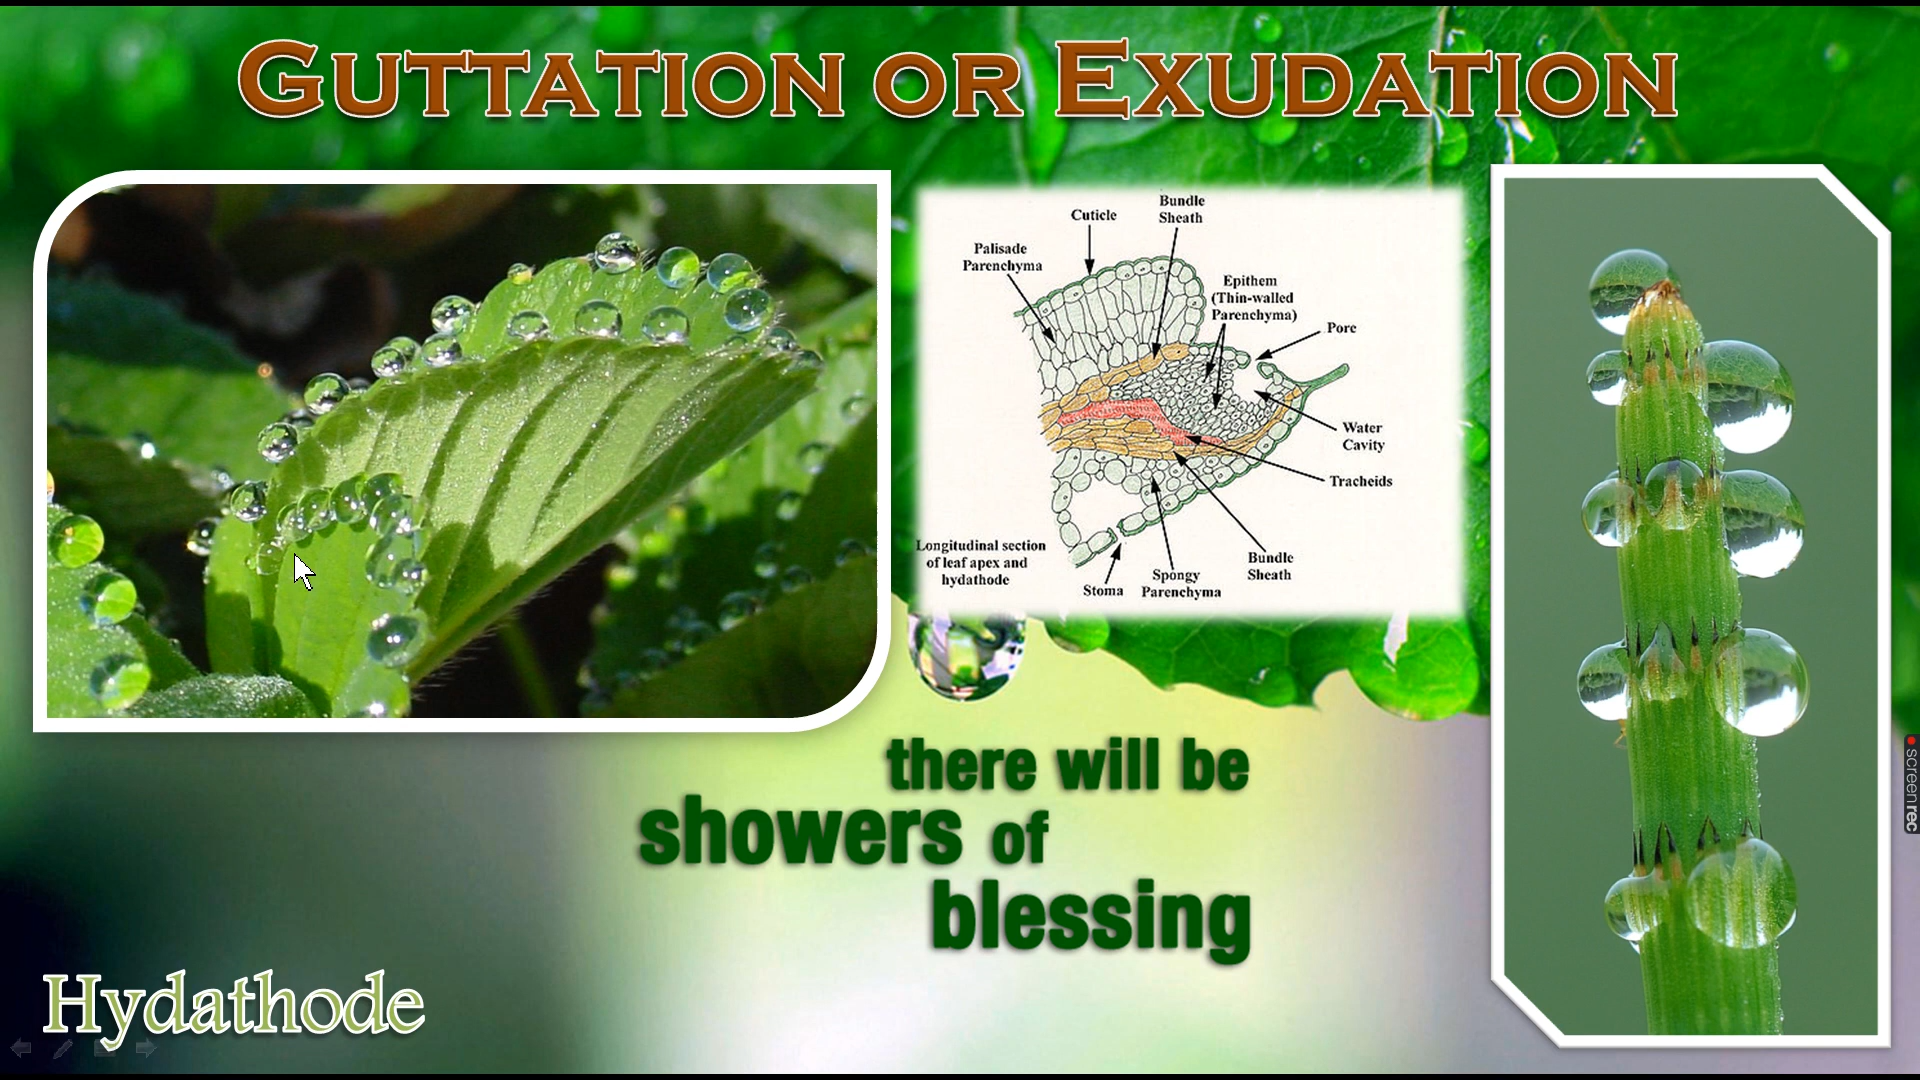 GUTTATION OR EXUDATION
Cuticle
Bundle
Sheath
Palisade
Parenchyma
Epithem
(Thin-walled
Parenchyma)
Pore
Water
Cavity
Tracheids
Longitudinal section
of leaf apex and
hydathode
Stoma
Spongy
Parenchyma
Bundle
Sheath
there will be
showers of
blessing
Hydathode
screenrec